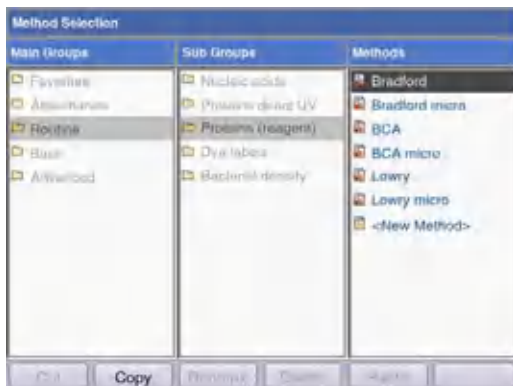 Method Selection
Main Groups
Favorites
Absorbance
Routine
Basic
Advanced
Sub Groups
Nucleic acids
Proteins direct UV
Proteins (reagent)
Dye labels
Bacterial density
Methods
Bradford
Bradford micro
BCA
BCA micro
Lowry
Lowry micro
<New Method>
Copy